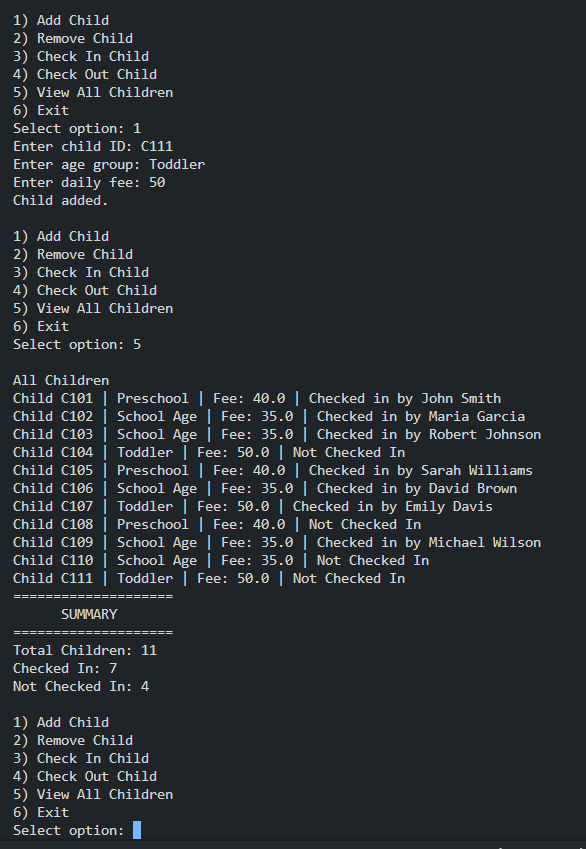 1) Add Child
2) Remove Child
3) Check In Child
4) Check Out Child
5) View All Children
6) Exit
Select option: 1
Enter child ID: C111
Enter age group: Toddler
Enter daily fee: 50
Child added.

1) Add Child
2) Remove Child
3) Check In Child
4) Check Out Child
5) View All Children
6) Exit
Select option: 5

All Children
Child C101 | Preschool | Fee: 40.0 | Checked in by John Smith
Child C102 | School Age | Fee: 35.0 | Checked in by Maria Garcia
Child C103 | School Age | Fee: 35.0 | Checked in by Robert Johnson
Child C104 | Toddler | Fee: 50.0 | Not Checked In
Child C105 | Preschool | Fee: 40.0 | Checked in by Sarah Williams
Child C106 | School Age | Fee: 35.0 | Checked in by David Brown
Child C107 | Toddler | Fee: 50.0 | Checked in by Emily Davis
Child C108 | Preschool | Fee: 40.0 | Not Checked In
Child C109 | School Age | Fee: 35.0 | Checked in by Michael Wilson
Child C110 | School Age | Fee: 35.0 | Not Checked In
Child C111 | Toddler | Fee: 50.0 | Not Checked In
====================
      SUMMARY
====================
Total Children: 11
Checked In: 7
Not Checked In: 4

1) Add Child
2) Remove Child
3) Check In Child
4) Check Out Child
5) View All Children
6) Exit
Select option: